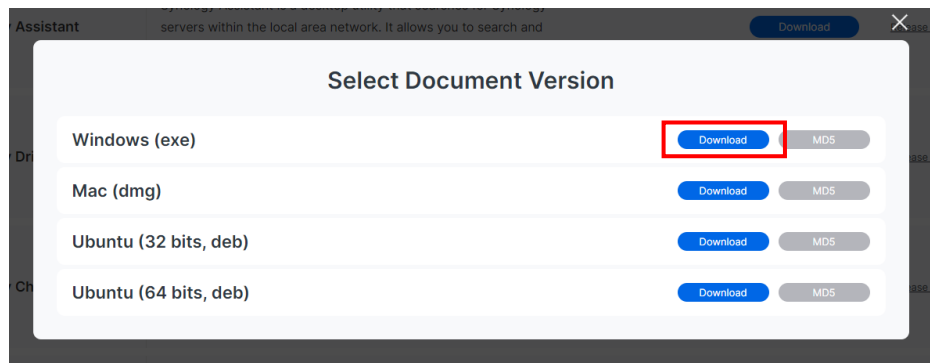 Synology Assistant is a desktop utility that searches for Synology
Assistant servers within the local area network. It allows you to search and Download
Select Document Version
Windows (exe) Download MD5
Dri
Mac (dmg) Download MD5
Ubuntu (32 bits, deb) Download MD5
Ch
Ubuntu (64 bits, deb) Download MD5